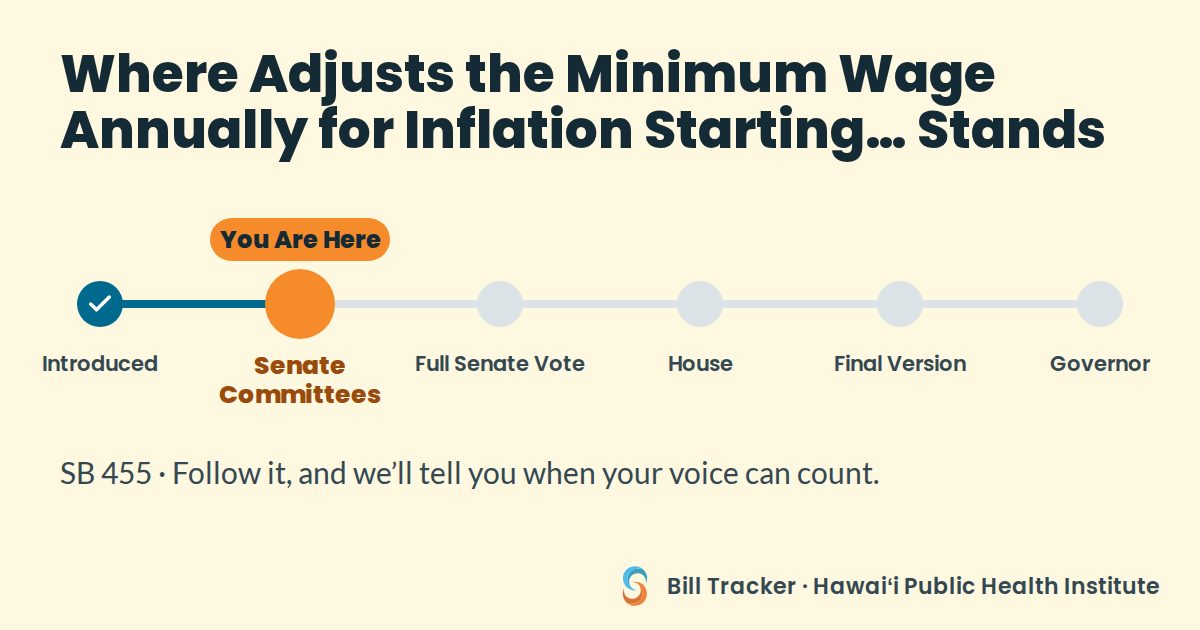 Where Adjusts the Minimum Wage
Annually for Inflation Starting… Stands
You Are Here
Introduced
Senate
Committees
Full Senate Vote
House
Final Version
Governor
SB 455 · Follow it, and we’ll tell you when your voice can count.
Bill Tracker · Hawaiʻi Public Health Institute